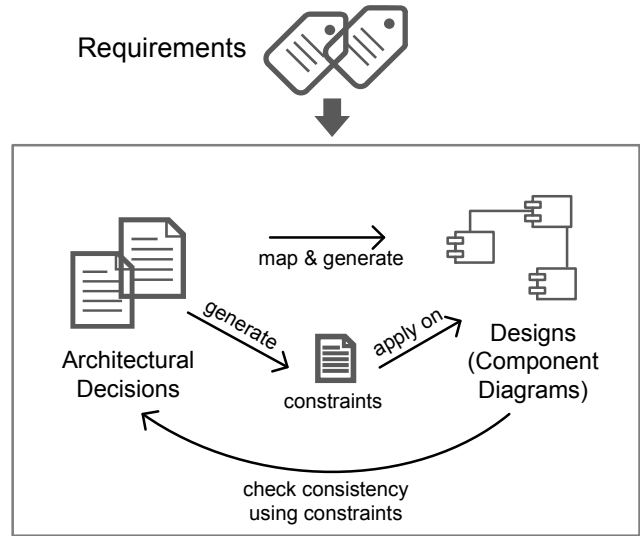 Requirements
map & generate
generate
apply on
Architectural
Decisions
constraints
Designs
(Component
Diagrams)
check consistency
using constraints